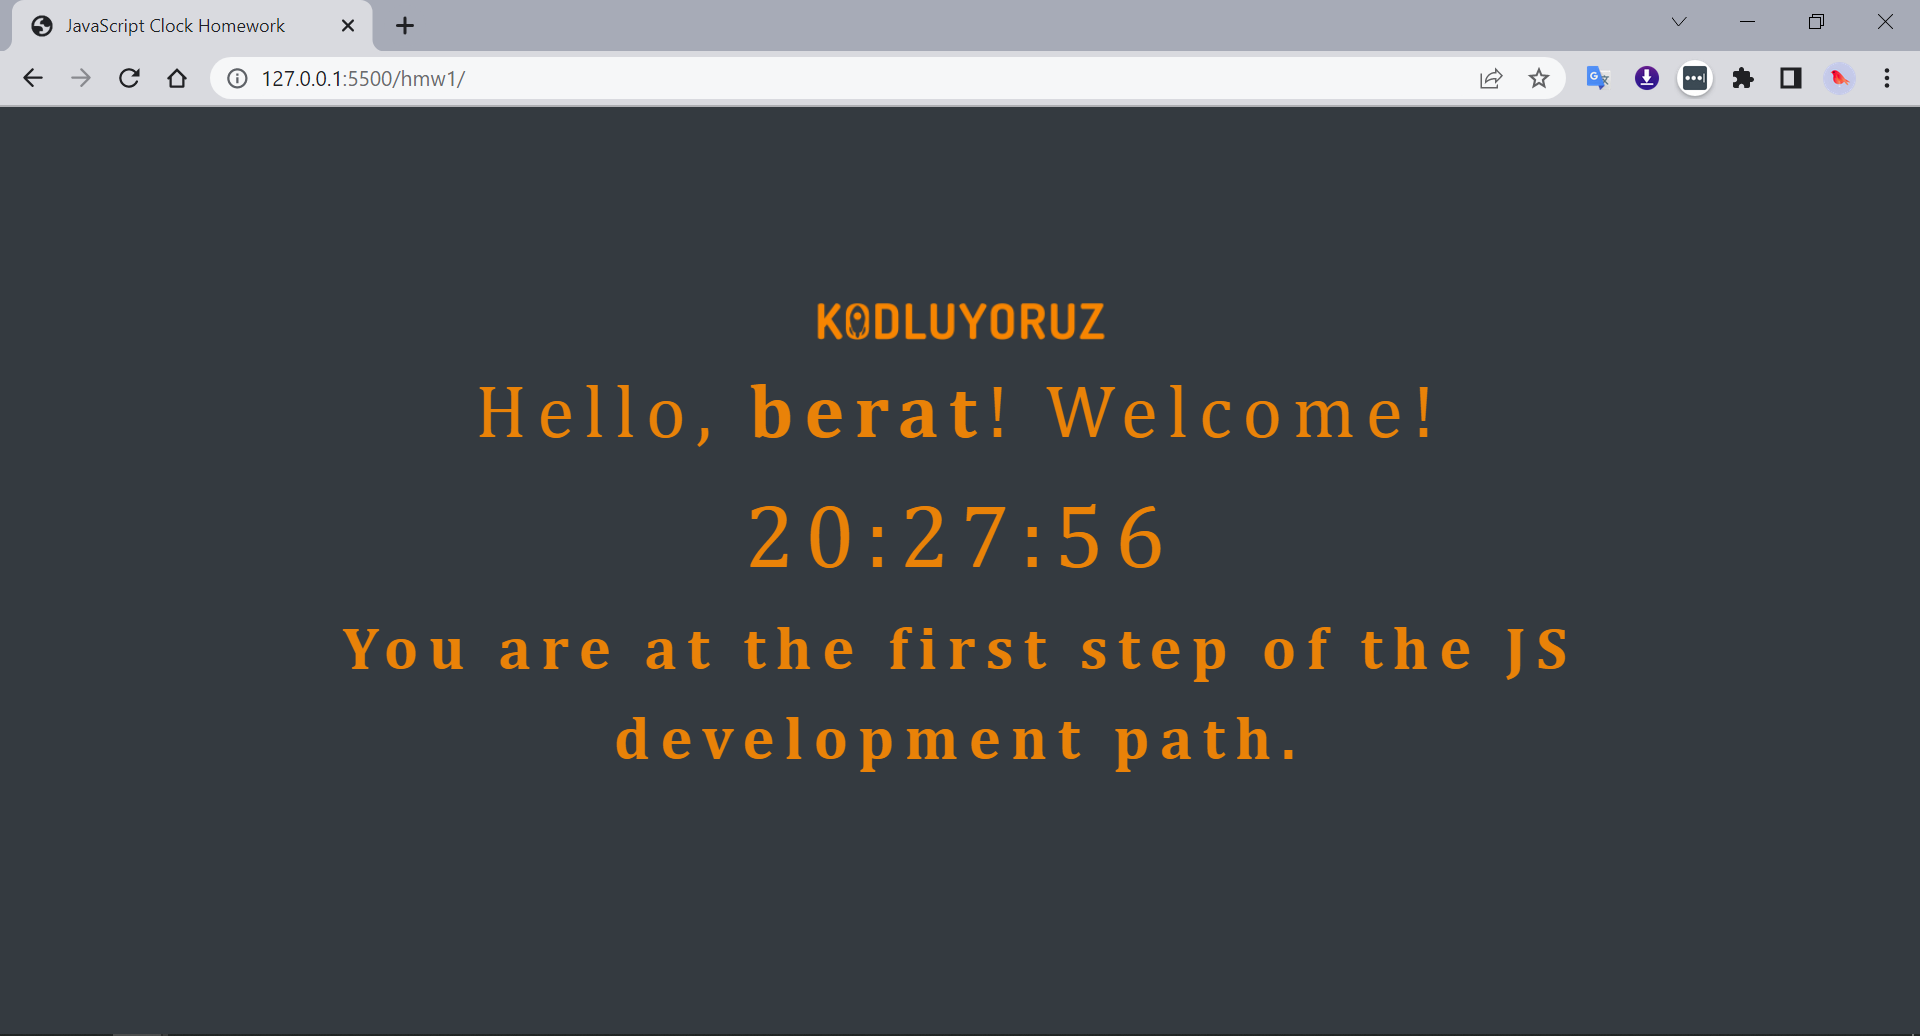 JavaScript Clock Homework
127.0.0.1:5500/hmw1/
KODLUYORUZ
Hello, berat! Welcome!
20:27:56
You are at the first step of the JS
development path.